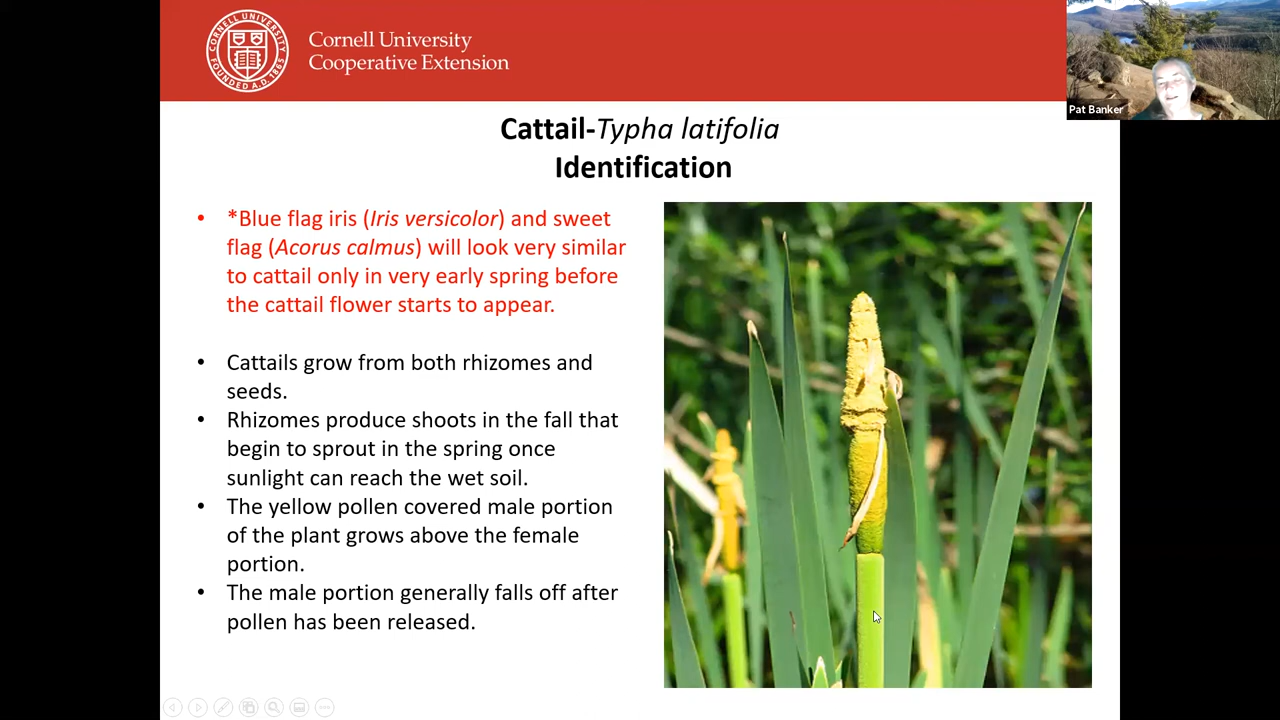 CORNELL UNIVERSITY
FOUNDED A.D. 1865
Cornell University
Cooperative Extension
Pat Banker
Cattail-Typha latifolia
Identification
• *Blue flag iris (Iris versicolor) and sweet
flag (Acorus calmus) will look very similar
to cattail only in very early spring before
the cattail flower starts to appear.
• Cattails grow from both rhizomes and
seeds.
• Rhizomes produce shoots in the fall that
begin to sprout in the spring once
sunlight can reach the wet soil.
• The yellow pollen covered male portion
of the plant grows above the female
portion.
• The male portion generally falls off after
pollen has been released.